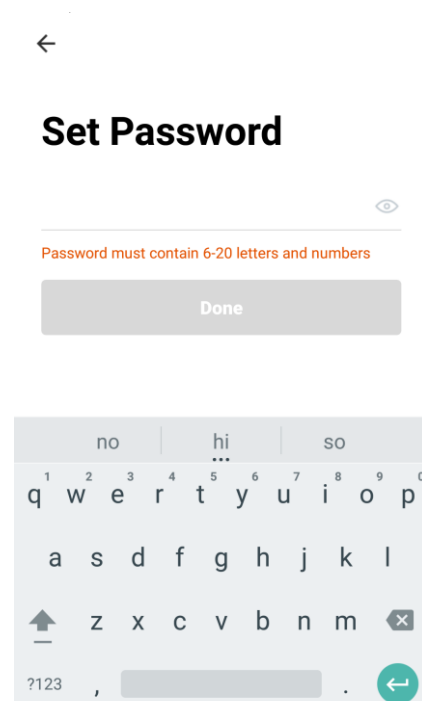 Set Password
Password must contain 6-20 letters and numbers
Done
no hi so
1 2 3 4 5 6 7 8 9 0
q w e r t y u i o p
a s d f g h j k l
z x c v b n m
?123 , .